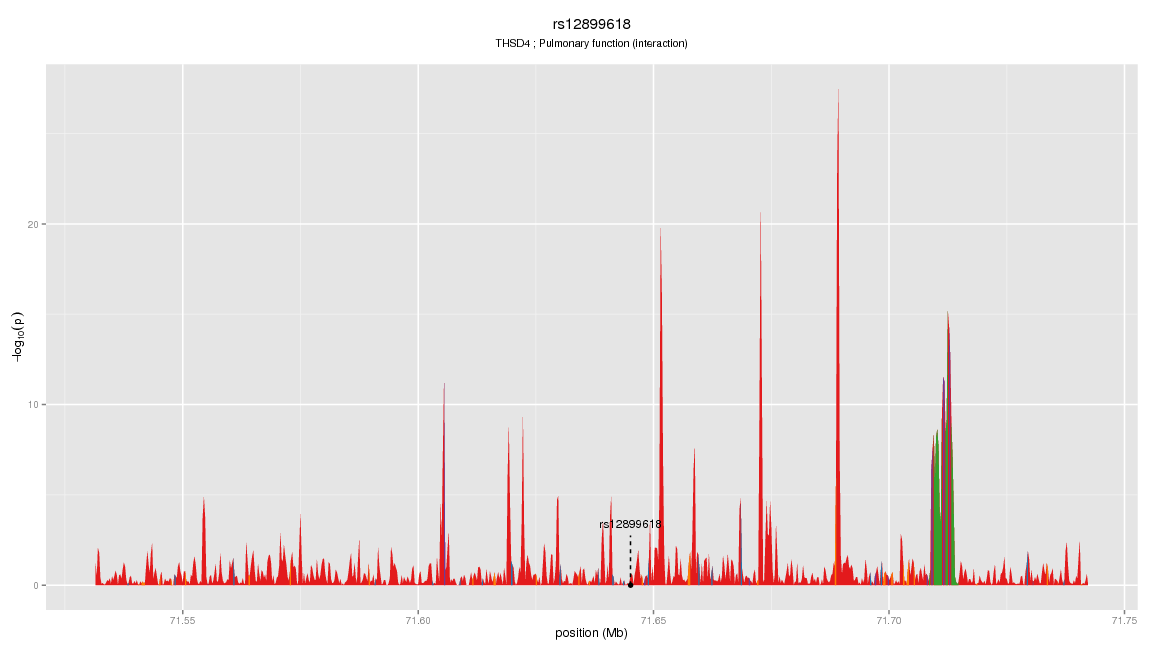 rs12899618
THSD4 ; Pulmonary function (interaction)
−log10(p)
20
10
0
rs12899618
71.55
71.60
71.65
71.70
71.75
position (Mb)